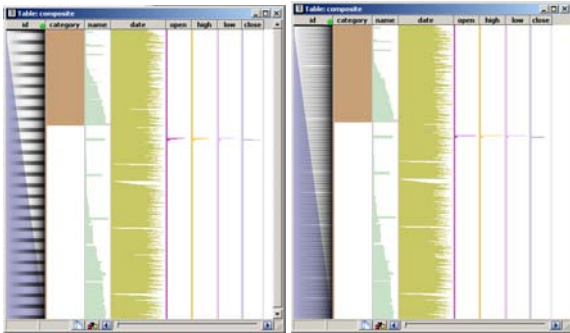 Table: composite
id category name date open high low close
Table: composite
id category name date open high low close